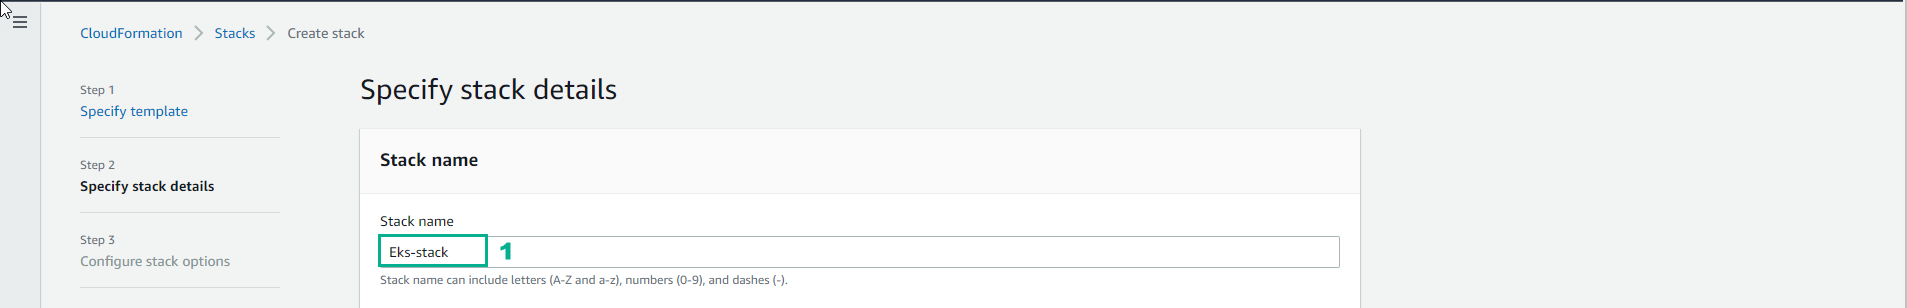 CloudFormation > Stacks > Create stack
Step 1
Specify template
Step 2
Specify stack details
Step 3
Configure stack options
Specify stack details
Stack name
Stack name
Eks-stack 1
Stack name can include letters (A-Z and a-z), numbers (0-9), and dashes (-).